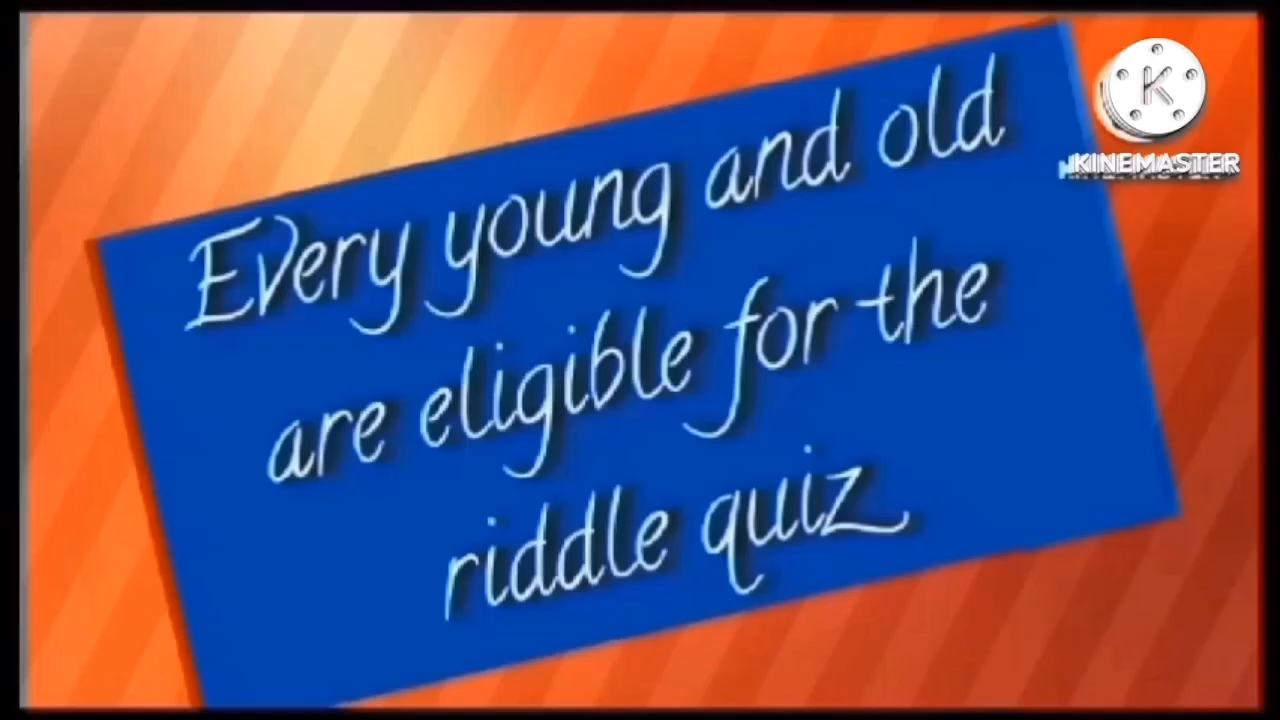 Every young and old
are eligible for the
riddle quiz
K
KINEMASTER